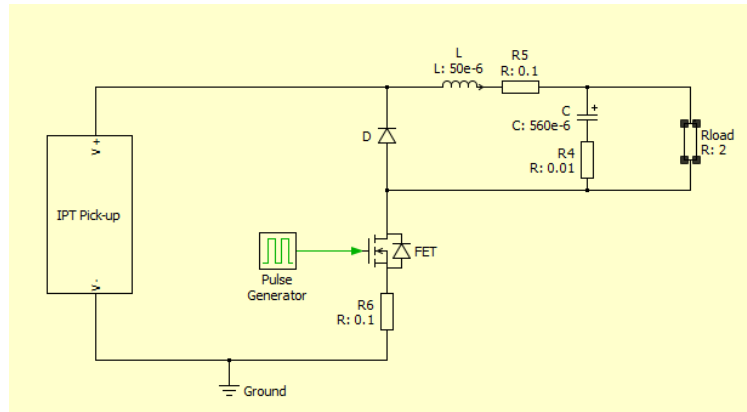 L
L: 50e-6
R5
R: 0.1
V+
D
C
+
C: 560e-6
Rload
R: 2
R4
R: 0.01
IPT Pick-up
FET
Pulse
Generator
V-
R6
R: 0.1
Ground